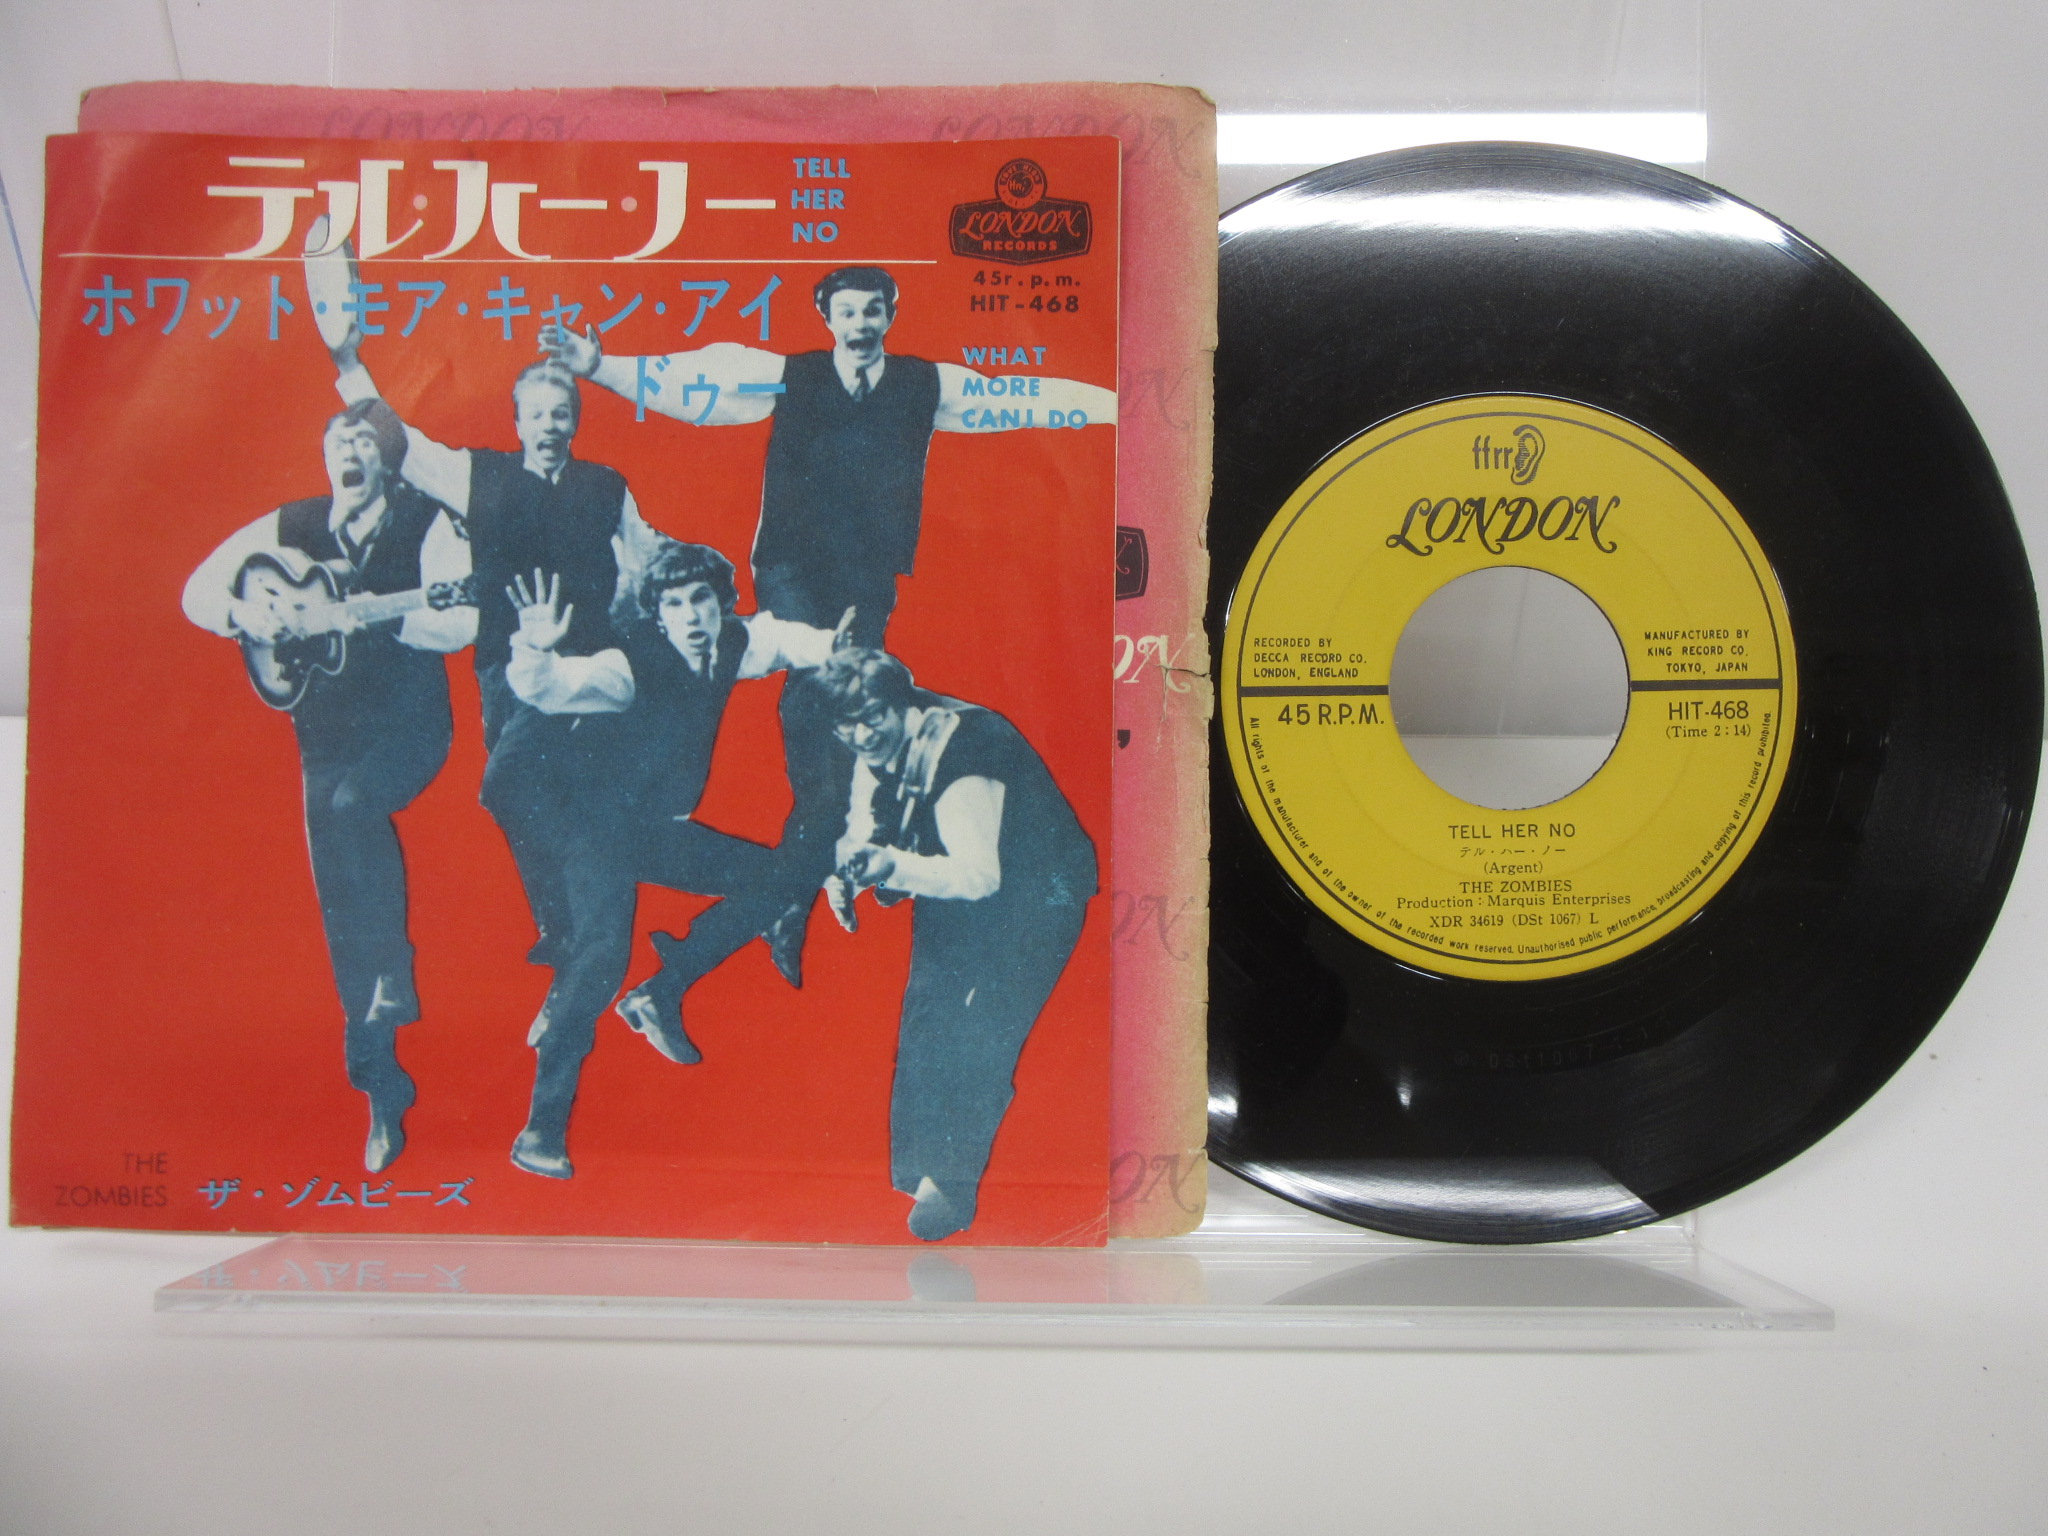 テル・ハー・ノー
TELL
HER
NO
LONDON
RECORDS
45r.p.m.
HIT-468
ホワット・モア・キャン・アイ
ドゥー
WHAT
MORE
CAN I DO
THE
ZOMBIES
ザ・ゾムビーズ
LONDON
LONDON
ffrr
LONDON
RECORDED BY
DECCA RECORD CO.
LONDON, ENGLAND
MANUFACTURED BY
KING RECORD CO.
TOKYO, JAPAN
45 R.P.M.
HIT-468
(Time 2:14)
TELL HER NO
テル・ハー・ノー
(Argent)
THE ZOMBIES
Production : Marquis Enterprises
XDR 34619 (DSt 1067) L
All rights of the manufacturer and of the owner of the recorded work reserved. Unauthorised public performance, broadcasting and copying of this record prohibited.